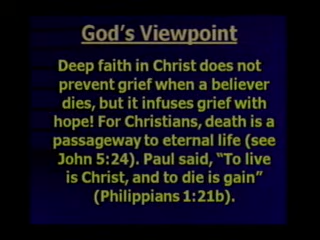 God's Viewpoint
Deep faith in Christ does not
prevent grief when a believer
dies, but it infuses grief with
hope! For Christians, death is a
passageway to eternal life (see
John 5:24). Paul said, “To live
is Christ, and to die is gain”
(Philippians 1:21b).